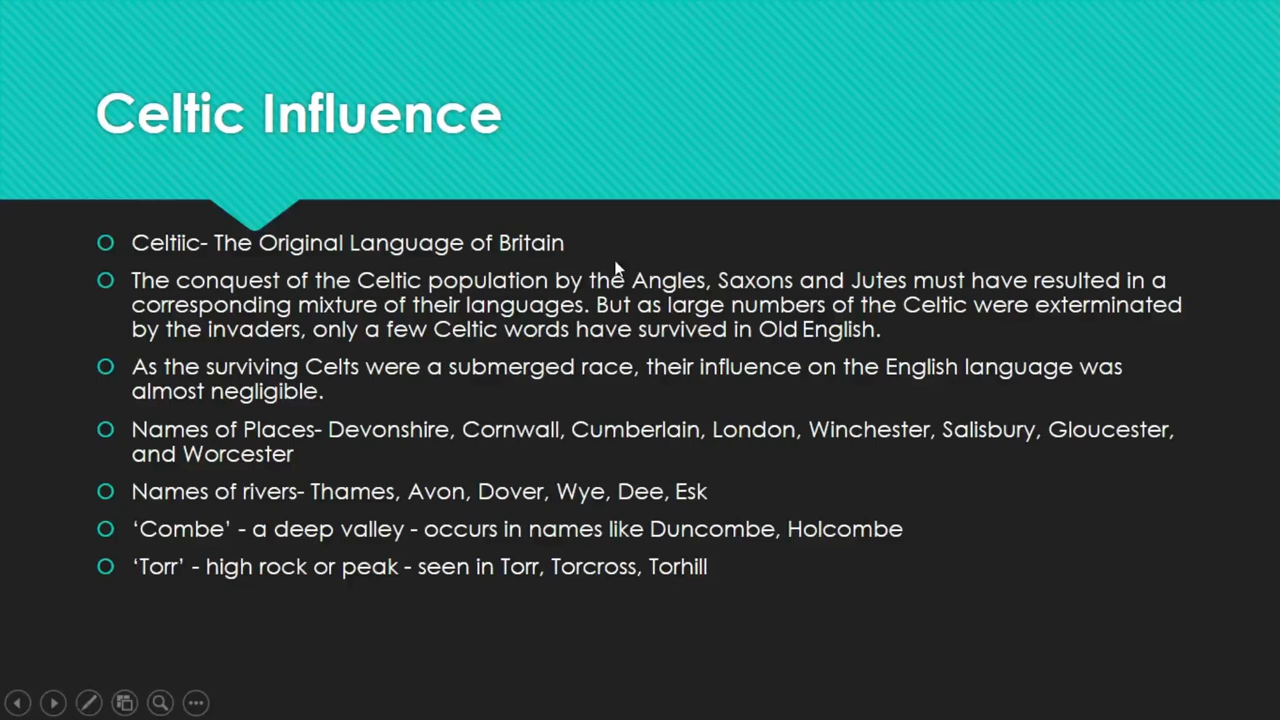 Celtic Influence
Celtiic- The Original Language of Britain
The conquest of the Celtic population by the Angles, Saxons and Jutes must have resulted in a
corresponding mixture of their languages. But as large numbers of the Celtic were exterminated
by the invaders, only a few Celtic words have survived in Old English.
As the surviving Celts were a submerged race, their influence on the English language was
almost negligible.
Names of Places- Devonshire, Cornwall, Cumberlain, London, Winchester, Salisbury, Gloucester,
and Worcester
Names of rivers- Thames, Avon, Dover, Wye, Dee, Esk
‘Combe’ - a deep valley - occurs in names like Duncombe, Holcombe
‘Torr’ - high rock or peak - seen in Torr, Torcross, Torhill